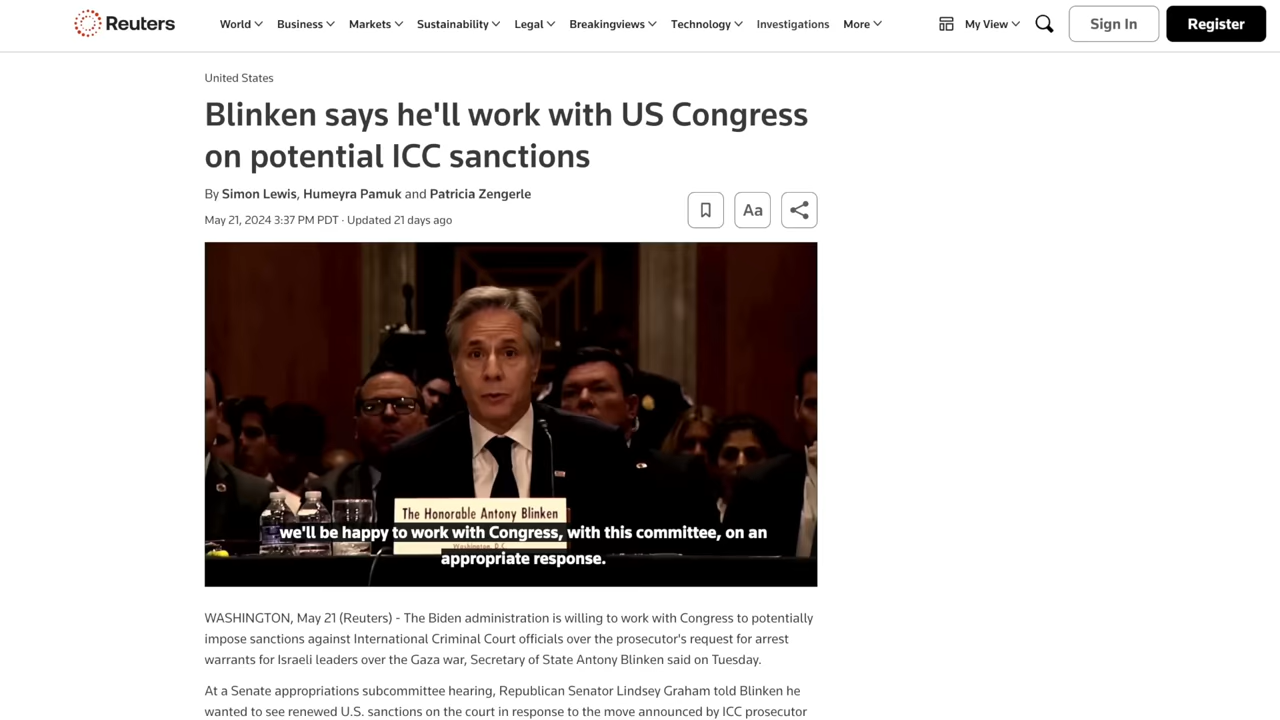 Reuters
World
Business
Markets
Sustainability
Legal
Breakingviews
Technology
Investigations
More
My View
Sign In
Register
United States
Blinken says he'll work with US Congress
on potential ICC sanctions
By Simon Lewis, Humeyra Pamuk and Patricia Zengerle
May 21, 2024 3:37 PM PDT · Updated 21 days ago
Aa
The Honorable Antony Blinken
we'll be happy to work with Congress, with this committee, on an
Washington, D.C.
appropriate response.
WASHINGTON, May 21 (Reuters) - The Biden administration is willing to work with Congress to potentially
impose sanctions against International Criminal Court officials over the prosecutor's request for arrest
warrants for Israeli leaders over the Gaza war, Secretary of State Antony Blinken said on Tuesday.
At a Senate appropriations subcommittee hearing, Republican Senator Lindsey Graham told Blinken he
wanted to see renewed U.S. sanctions on the court in response to the move announced by ICC prosecutor